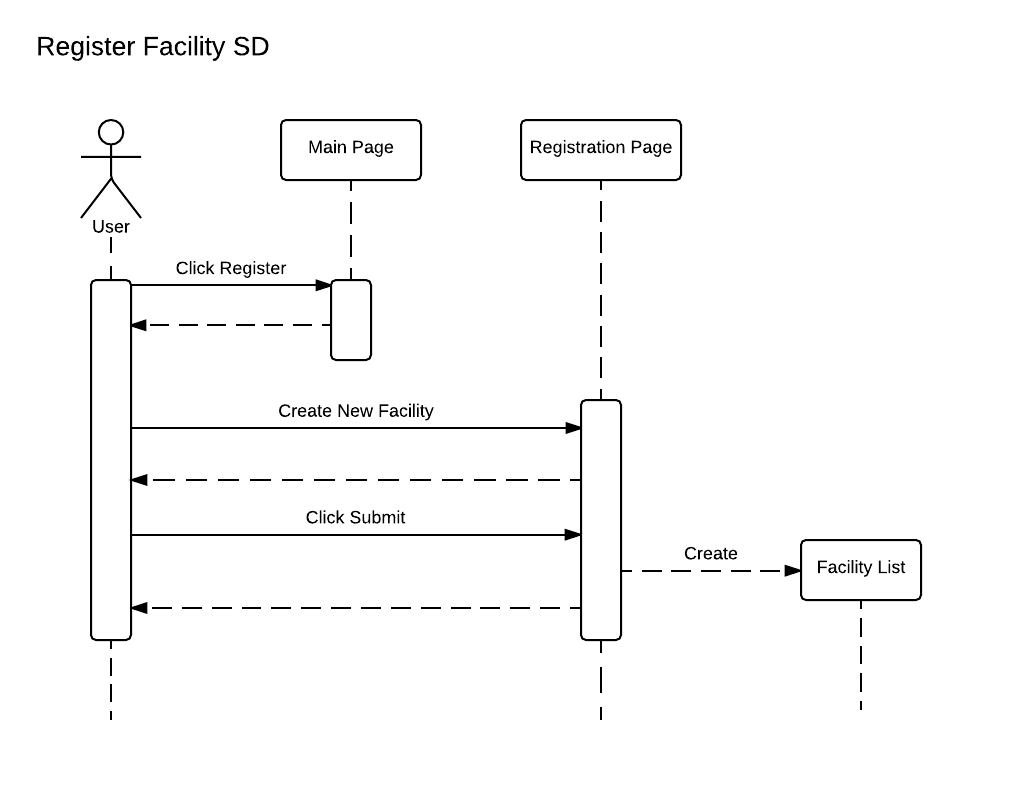 Register Facility SD
Main Page
Registration Page
User
Click Register
Create New Facility
Click Submit
Create
Facility List